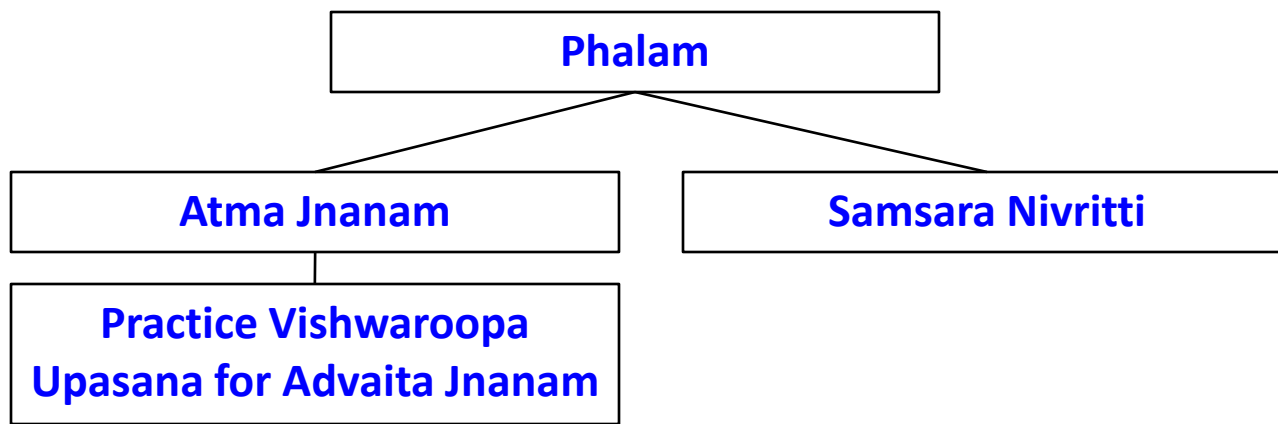 Phalam
Atma Jnanam
Samsara Nivritti
Practice Vishwaroopa
Upasana for Advaita Jnanam